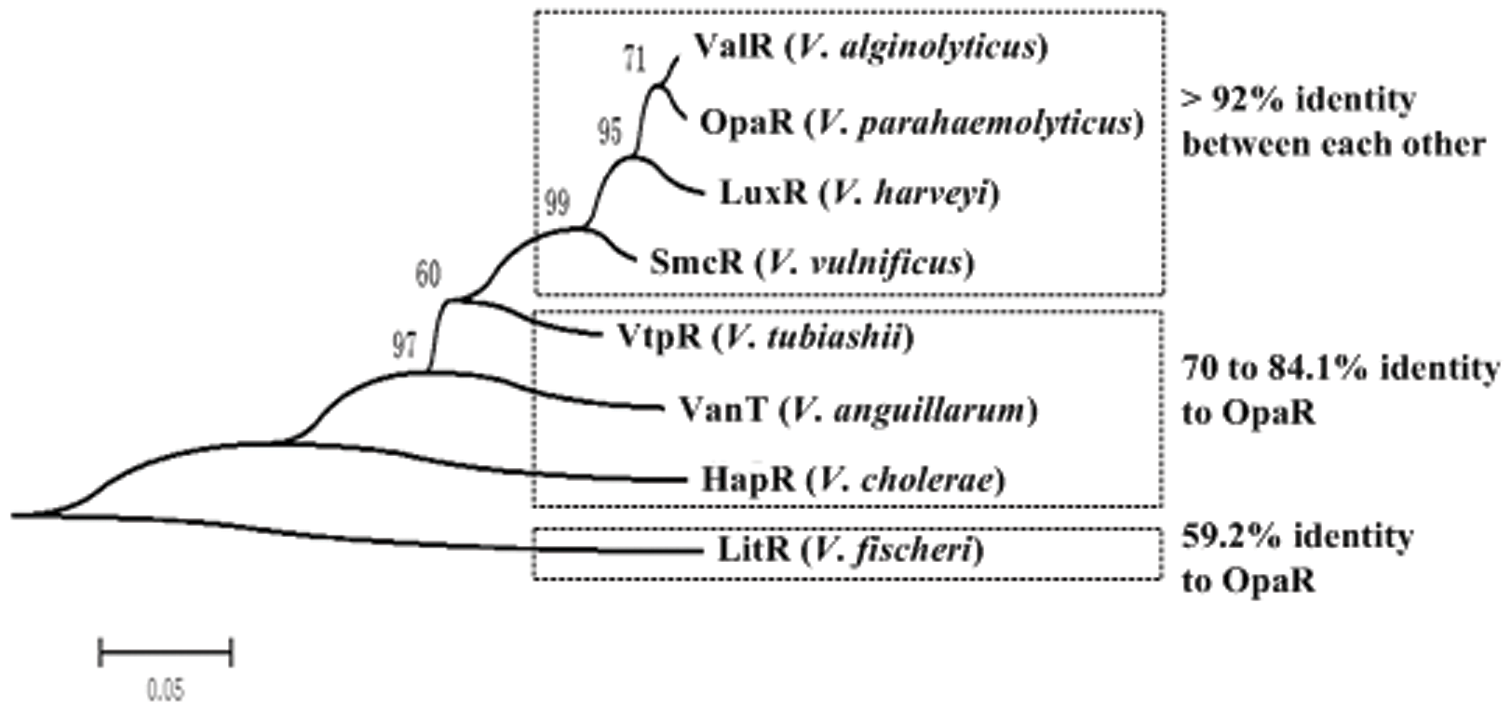 71
ValR (V. alginolyticus)
OpaR (V. parahaemolyticus)
> 92% identity
between each other
95
LuxR (V. harveyi)
99
SmcR (V. vulnificus)
60
VtpR (V. tubiashii)
97
70 to 84.1% identity
to OpaR
VanT (V. anguillarum)
HapR (V. cholerae)
LitR (V. fischeri)
59.2% identity
to OpaR
0.05